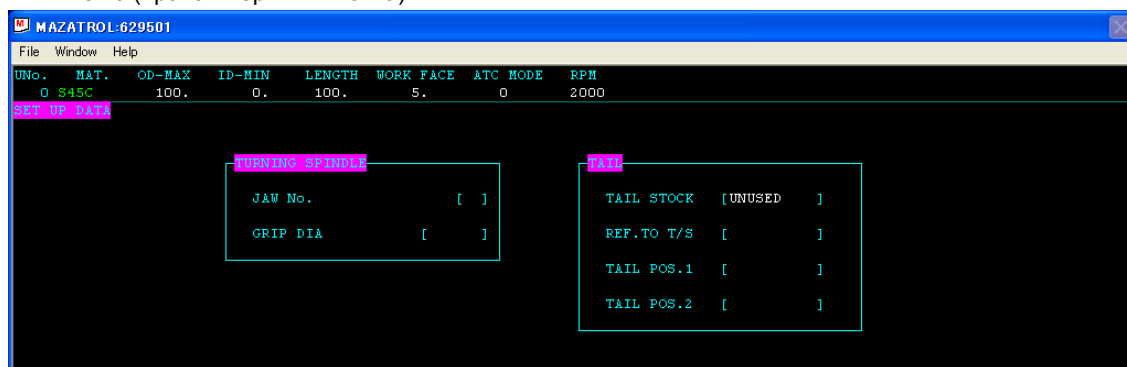 MAZATROL:629501
File Window Help
UNo. MAT. OD-MAX ID-MIN LENGTH WORK FACE ATC MODE RPM
0 S45C 100. 0. 100. 5. 0 2000
SET UP DATA
TURNING SPINDLE
JAW No. [ ]
GRIP DIA [ ]
TAIL
TAIL STOCK [UNUSED ]
REF.TO T/S [ ]
TAIL POS.1 [ ]
TAIL POS.2 [ ]